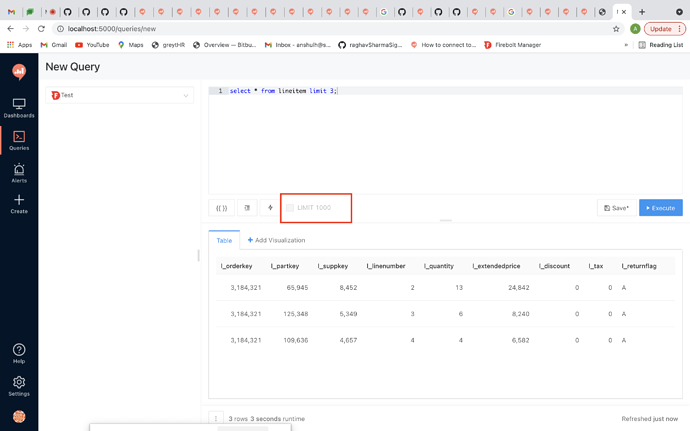 localhost:5000/queries/new
A
Update
Apps
Gmail
YouTube
Maps
greytHR
Overview — Bitbu...
Inbox - anshulh@s...
raghavSharmaSig...
How to connect to...
Firebolt Manager
»
Reading List
New Query
Dashboards
Queries
Alerts
Create
Help
Settings
Test
1 select * from lineitem limit 3;
{{ }}
LIMIT 1000
Save*
Execute
Table
+ Add Visualization
l_orderkey l_partkey l_suppkey l_linenumber l_quantity l_extendedprice l_discount l_tax l_returnflag
3,184,321 65,945 8,452 2 13 24,842 0 0 A
3,184,321 125,348 5,349 3 6 8,240 0 0 A
3,184,321 109,636 4,657 4 4 6,582 0 0 A
3 rows 3 seconds runtime
Refreshed just now